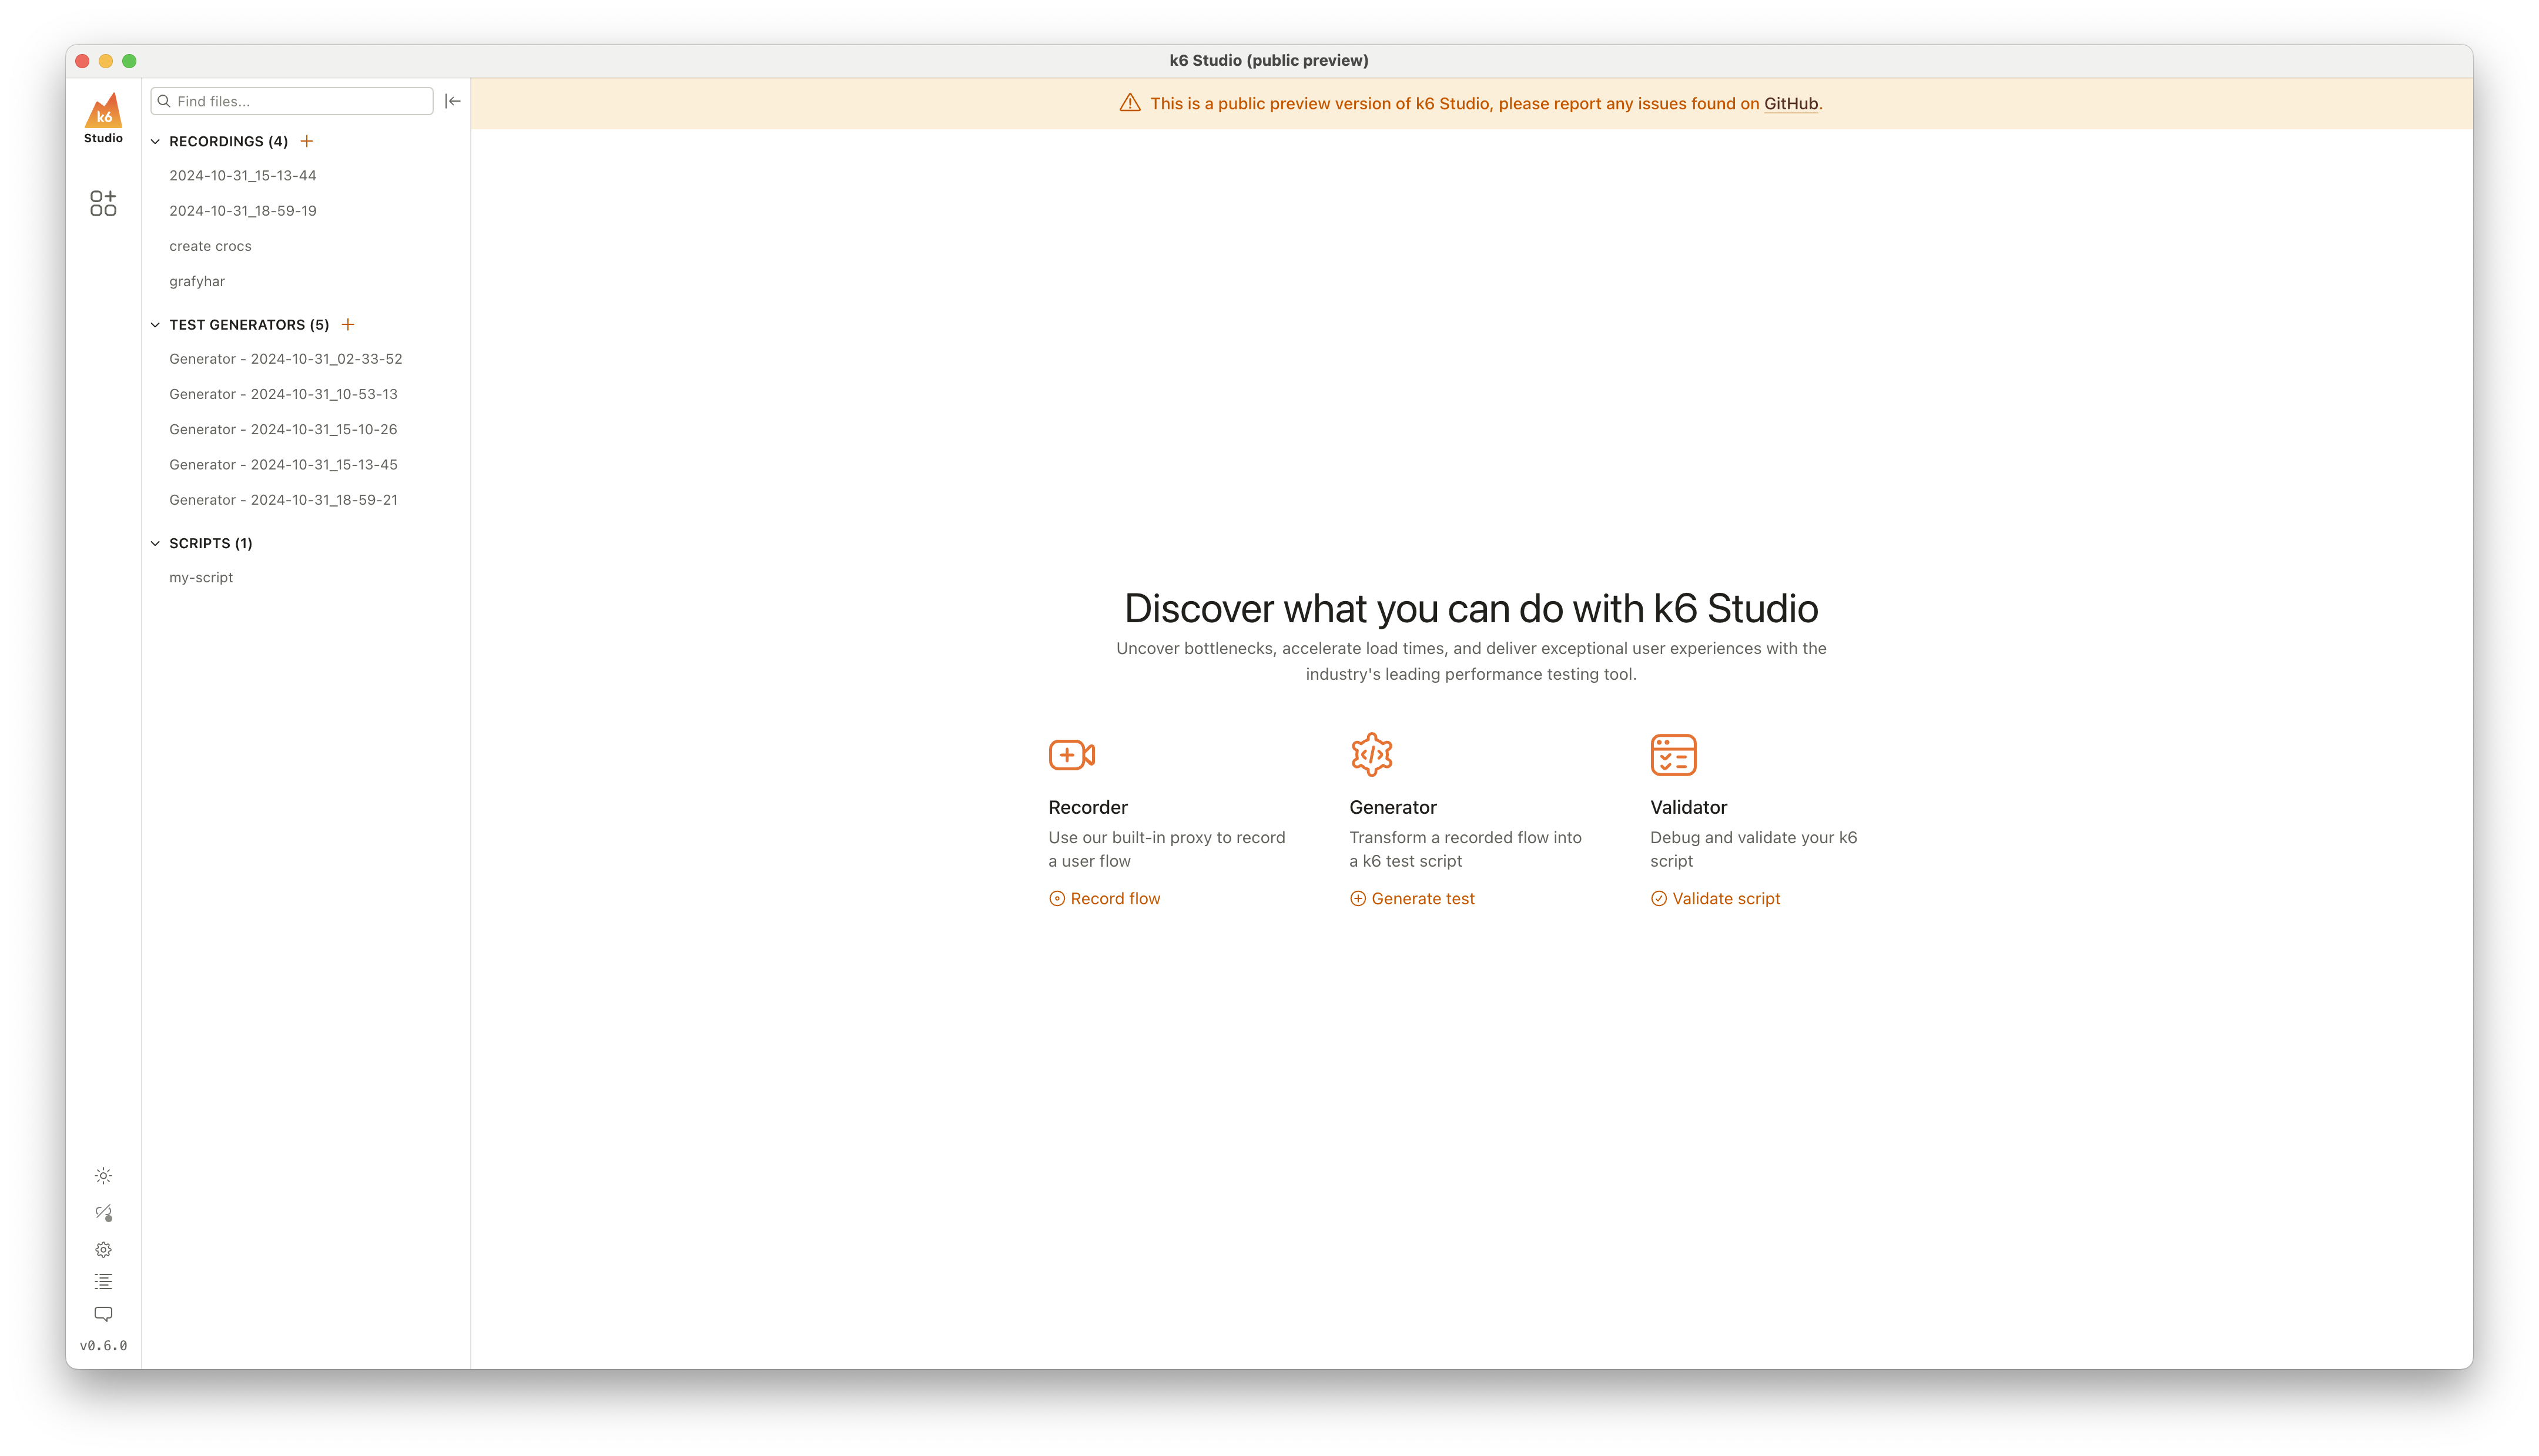 k6 Studio (public preview)
k6
Studio
Find files...
This is a public preview version of k6 Studio, please report any issues found on GitHub.
RECORDINGS (4)
2024-10-31_15-13-44
2024-10-31_18-59-19
create crocs
grafyhar
TEST GENERATORS (5)
Generator - 2024-10-31_02-33-52
Generator - 2024-10-31_10-53-13
Generator - 2024-10-31_15-10-26
Generator - 2024-10-31_15-13-45
Generator - 2024-10-31_18-59-21
SCRIPTS (1)
my-script
Discover what you can do with k6 Studio
Uncover bottlenecks, accelerate load times, and deliver exceptional user experiences with the
industry's leading performance testing tool.
Recorder
Use our built-in proxy to record
a user flow
Record flow
Generator
Transform a recorded flow into
a k6 test script
Generate test
Validator
Debug and validate your k6
script
Validate script
v0.6.0